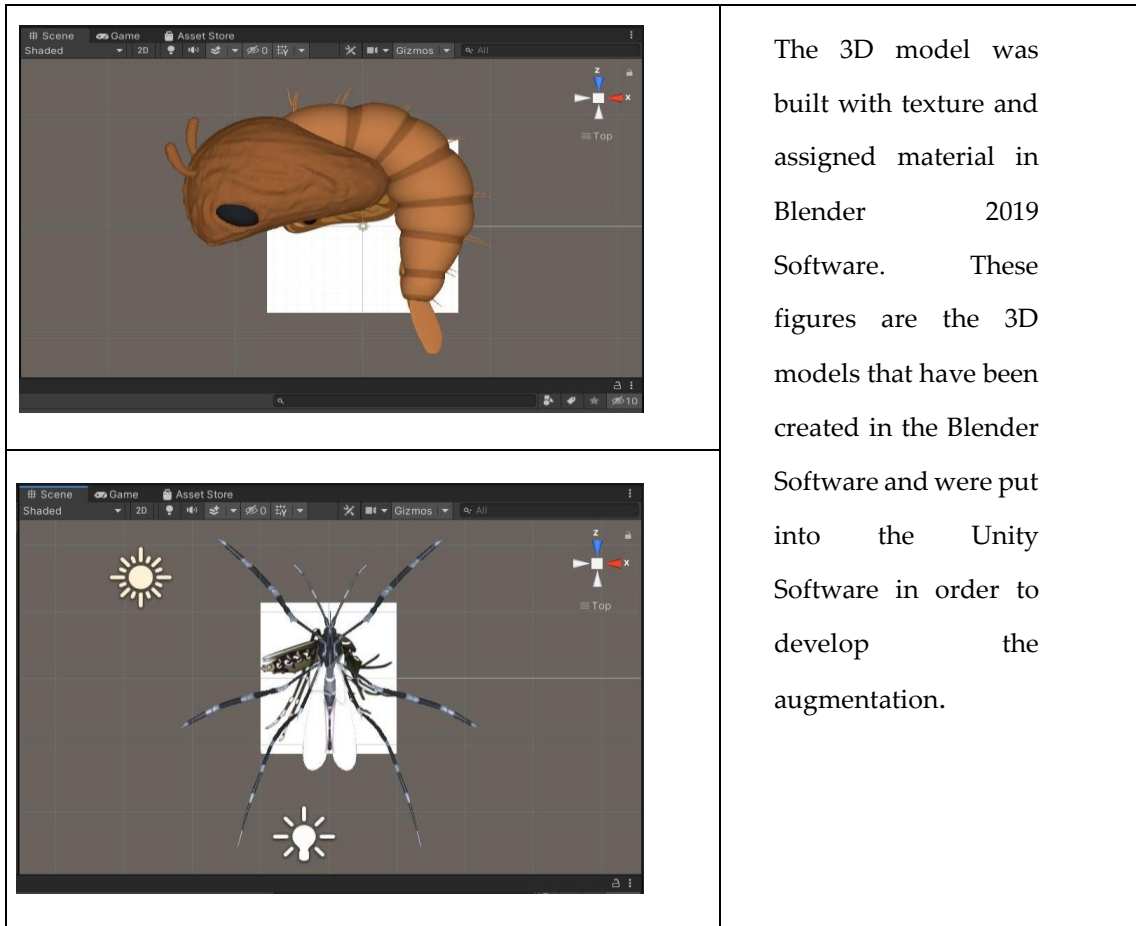 Scene Game Asset Store
Shaded 2D 0 Gizmos All
z
x
Top
10
Scene Game Asset Store
Shaded 2D 0 Gizmos All
z
x
Top
The 3D model was
built with texture and
assigned material in
Blender 2019
Software. These
figures are the 3D
models that have been
created in the Blender
Software and were put
into the Unity
Software in order to
develop the
augmentation.